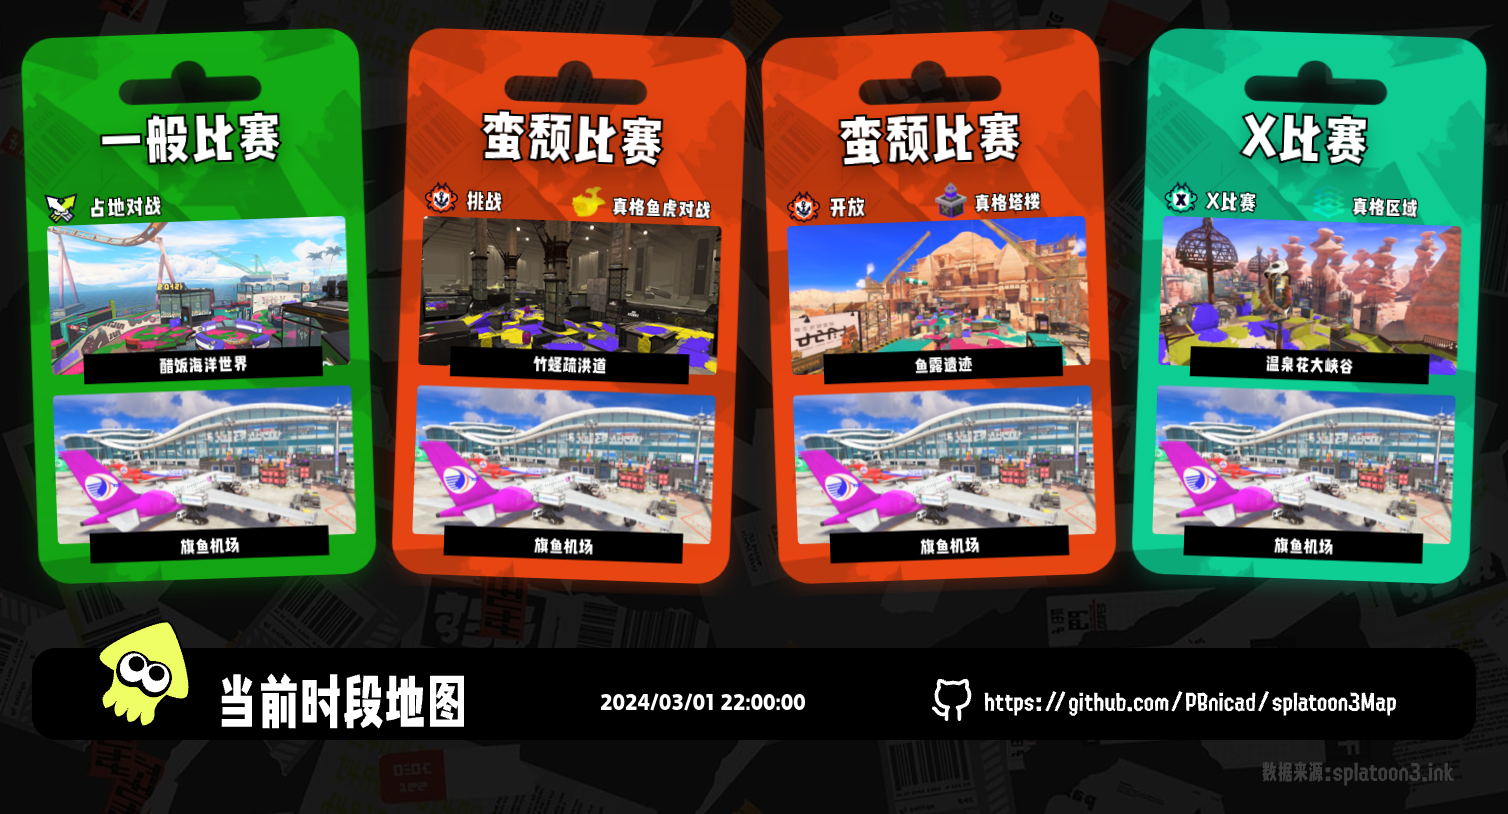 一般比赛
占地对战
醋饭海洋世界
旗鱼机场
蛮颓比赛
挑战
真格鱼虎对战
竹蛏疏洪道
旗鱼机场
蛮颓比赛
开放
真格塔楼
鱼露遗迹
旗鱼机场
X比赛
X比赛
真格区域
温泉花大峡谷
旗鱼机场
当前时段地图
2024/03/01 22:00:00
https://github.com/PBnicad/splatoon3Map
数据来源:splatoon3.ink